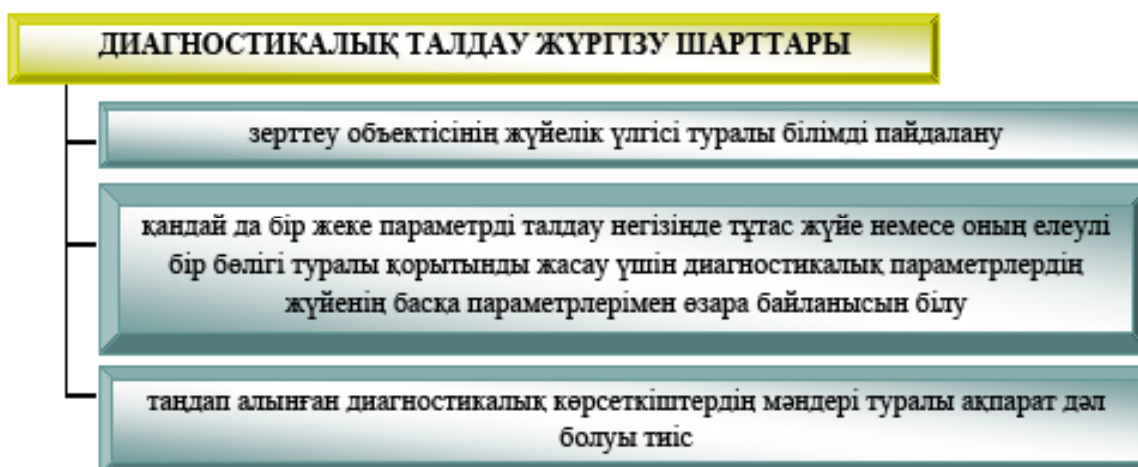 ДИАГНОСТИКАЛЫҚ ТАЛДАУ ЖҮРГІЗУ ШАРТТАРЫ
зерттеу объектісінің жүйелік үлгісі туралы білімді пайдалану
қандай да бір жеке параметрді талдау негізінде тұтас жүйе немесе оның елеулі
бір бөлігі туралы қорытынды жасау үшін диагностикалық параметрлердің
жүйенің басқа параметрлерімен өзара байланысын білу
таңдап алынған диагностикалық көрсеткіштердің мәндері туралы ақпарат дәл
болуы тиіс